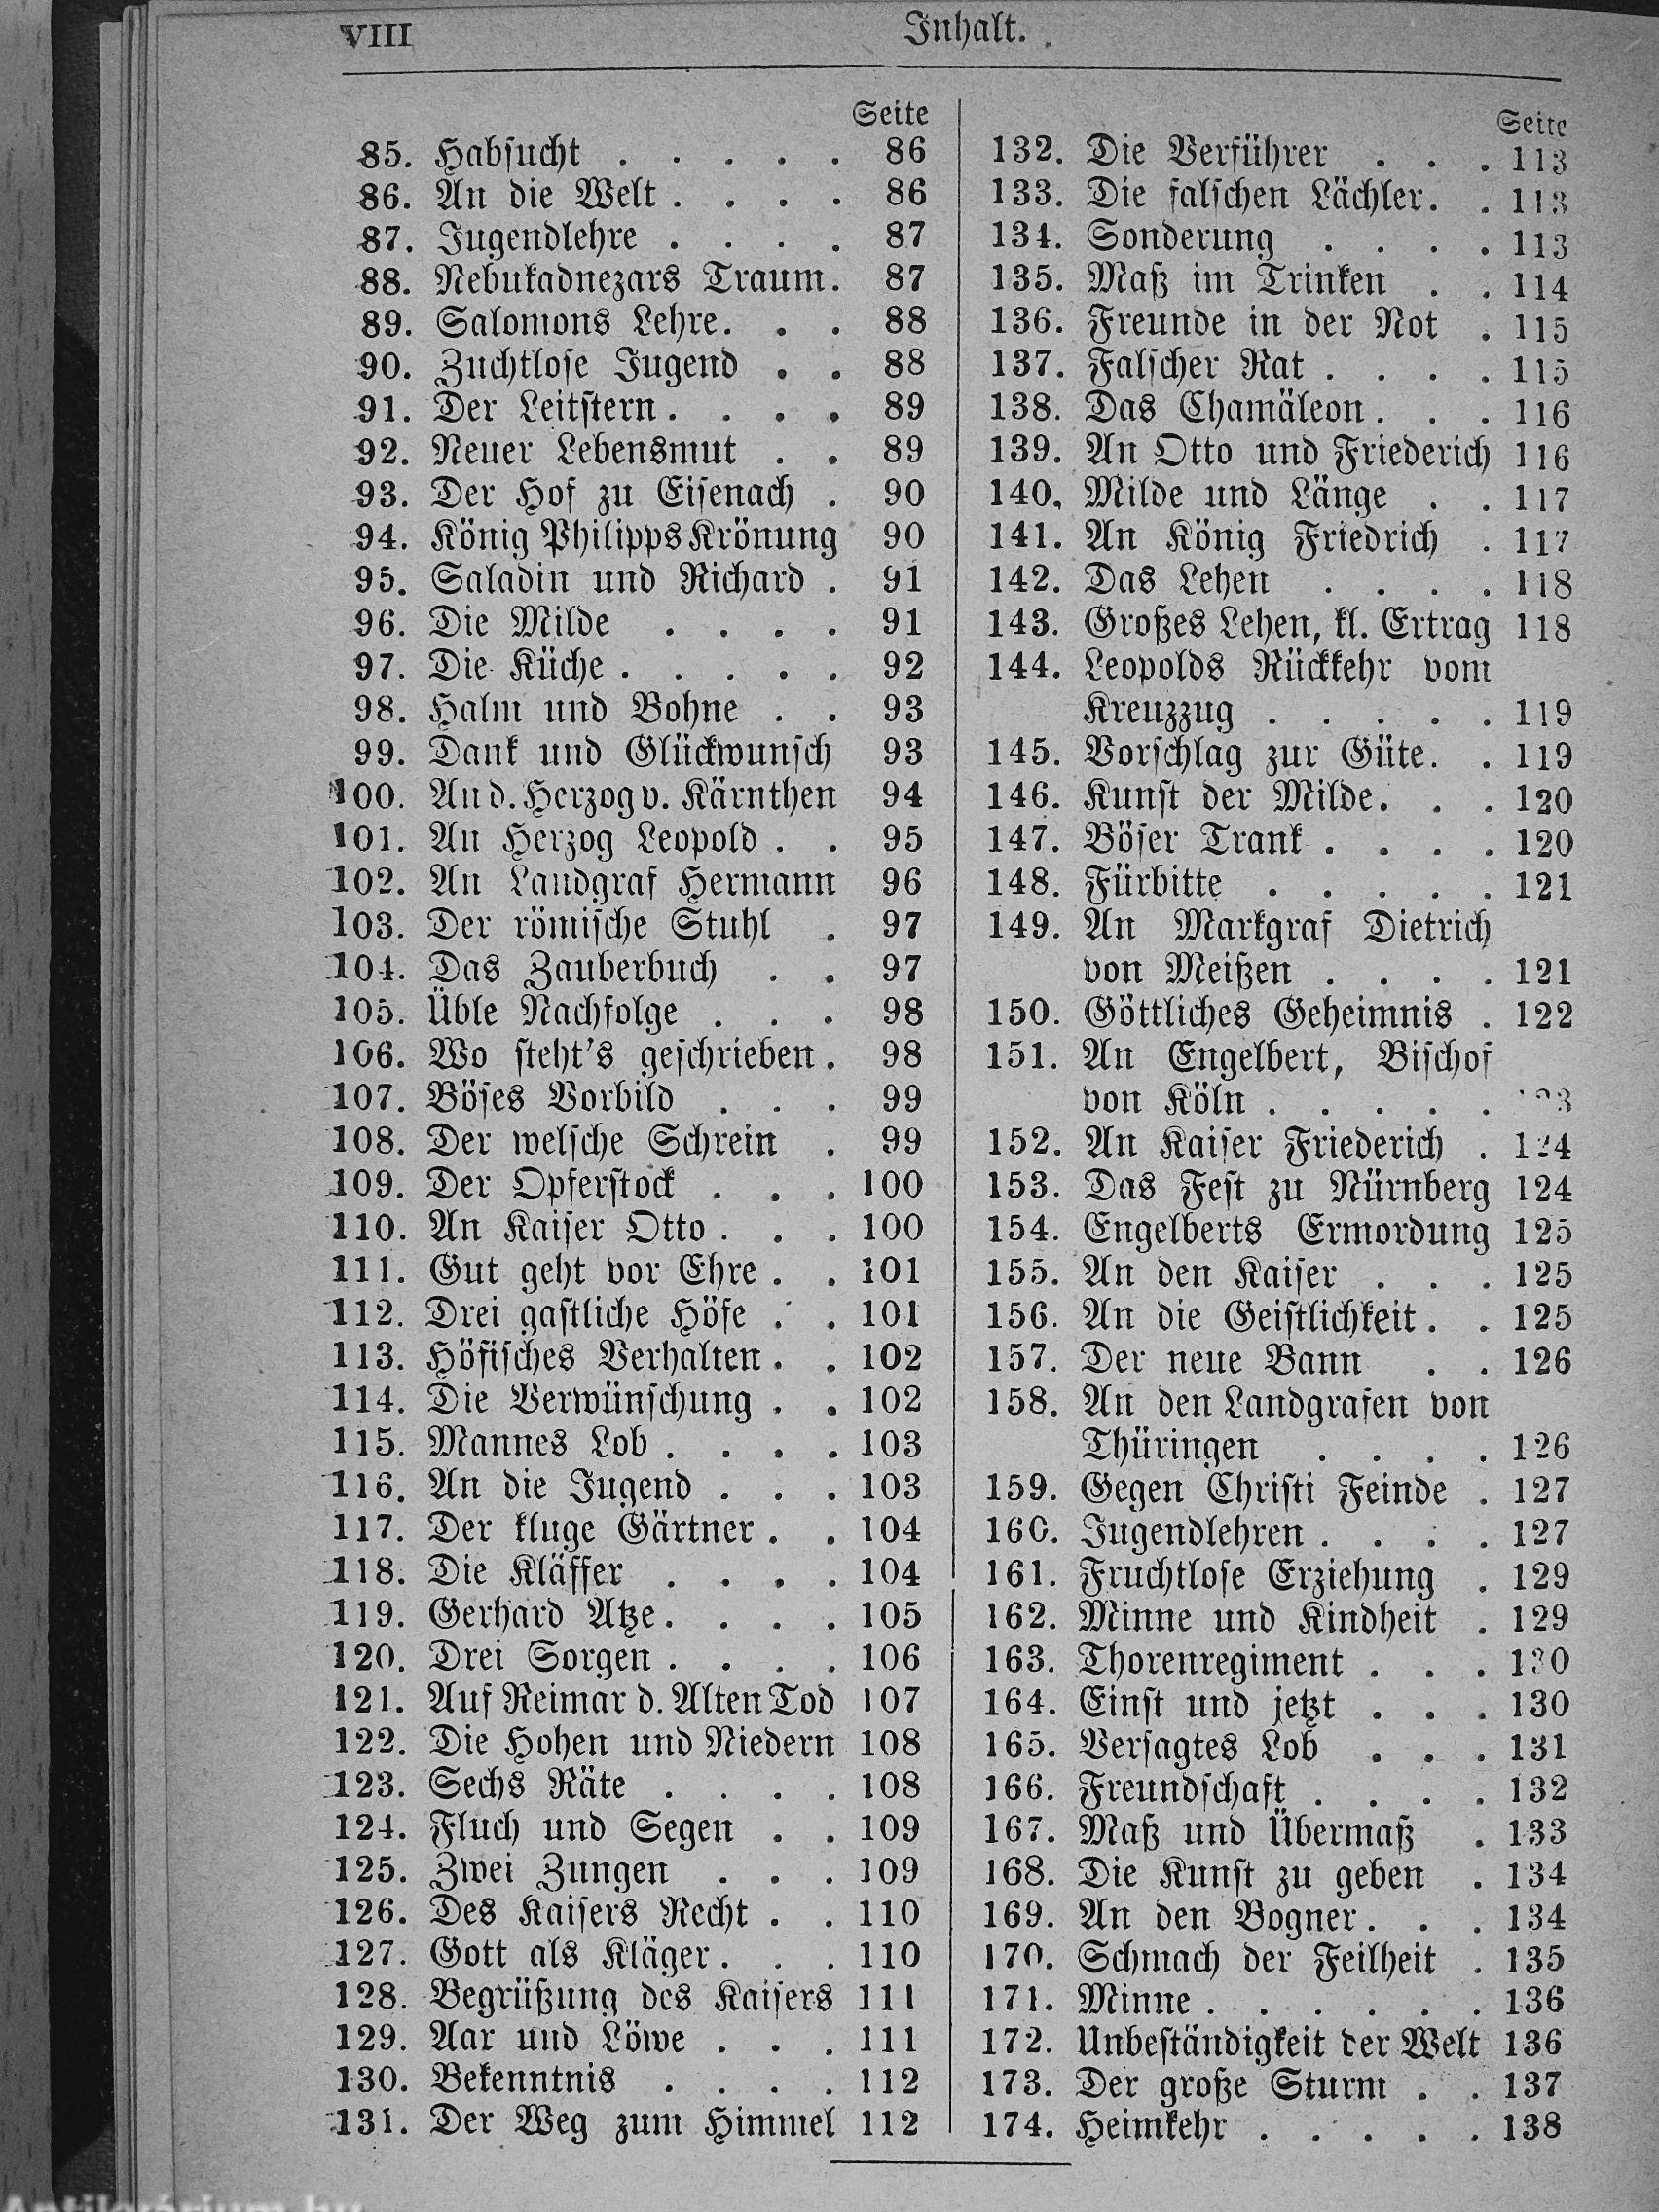 VIII
Inhalt.
Seite
85. Habsucht . . . . . 86
86. An die Welt . . . . 86
87. Jugendlehre . . . . 87
88. Nebukadnezars Traum. 87
89. Salomons Lehre. . . 88
90. Zuchtlose Jugend . . 88
91. Der Leitstern . . . . 89
92. Neuer Lebensmut . . 89
93. Der Hof zu Eisenach . 90
94. König Philipps Krönung 90
95. Saladin und Richard . 91
96. Die Milde . . . . 91
97. Die Küche . . . . . 92
98. Halm und Bohne . . 93
99. Dank und Glückwunsch 93
100. An d. Herzog v. Kärnthen 94
101. An Herzog Leopold . . 95
102. An Landgraf Hermann 96
103. Der römische Stuhl . 97
104. Das Zauberbuch . . 97
105. Üble Nachfolge . . . 98
106. Wo steht's geschrieben . 98
107. Böses Vorbild . . . 99
108. Der welsche Schrein . 99
109. Der Opferstock . . . 100
110. An Kaiser Otto . . . 100
111. Gut geht vor Ehre . . 101
112. Drei gastliche Höfe . . 101
113. Höfisches Verhalten . . 102
114. Die Verwünschung . . 102
115. Mannes Lob . . . . 103
116. An die Jugend . . . 103
117. Der kluge Gärtner . . 104
118. Die Kläffer . . . . 104
119. Gerhard Atze . . . . 105
120. Drei Sorgen . . . . 106
121. Auf Reimar d. Alten Tod 107
122. Die Hohen und Niedern 108
123. Sechs Räte . . . . 108
124. Fluch und Segen . . 109
125. Zwei Zungen . . . 109
126. Des Kaisers Recht . . 110
127. Gott als Kläger . . . 110
128. Begrüßung des Kaisers 111
129. Aar und Löwe . . . 111
130. Bekenntnis . . . . 112
131. Der Weg zum Himmel 112
Seite
132. Die Verführer . . . 113
133. Die falschen Lächler. . 113
134. Sonderung . . . . 113
135. Maß im Trinken . . 114
136. Freunde in der Not . 115
137. Falscher Rat . . . . 115
138. Das Chamäleon . . . 116
139. An Otto und Friederich 116
140. Milde und Länge . . 117
141. An König Friedrich . 117
142. Das Lehen . . . . 118
143. Großes Lehen, kl. Ertrag 118
144. Leopolds Rückkehr vom
Kreuzzug . . . . . 119
145. Vorschlag zur Güte. . 119
146. Kunst der Milde. . . 120
147. Böser Trank . . . . 120
148. Fürbitte . . . . . 121
149. An Markgraf Dietrich
von Meißen . . . . 121
150. Göttliches Geheimnis . 122
151. An Engelbert, Bischof
von Köln . . . . .
152. An Kaiser Friederich . 124
153. Das Fest zu Nürnberg 124
154. Engelberts Ermordung 125
155. An den Kaiser . . . 125
156. An die Geistlichkeit . . 125
157. Der neue Bann . . 126
158. An den Landgrafen von
Thüringen . . . . 126
159. Gegen Christi Feinde . 127
160. Jugendlehren . . . . 127
161. Fruchtlose Erziehung . 129
162. Minne und Kindheit . 129
163. Thorenregiment . . . 130
164. Einst und jetzt . . . 130
165. Versagtes Lob . . . 131
166. Freundschaft . . . . 132
167. Maß und Übermaß . 133
168. Die Kunst zu geben . 134
169. An den Bogner . . . 134
170. Schmach der Feilheit . 135
171. Minne . . . . . . 136
172. Unbeständigkeit der Welt 136
173. Der große Sturm . . 137
174. Heimkehr . . . . . 138